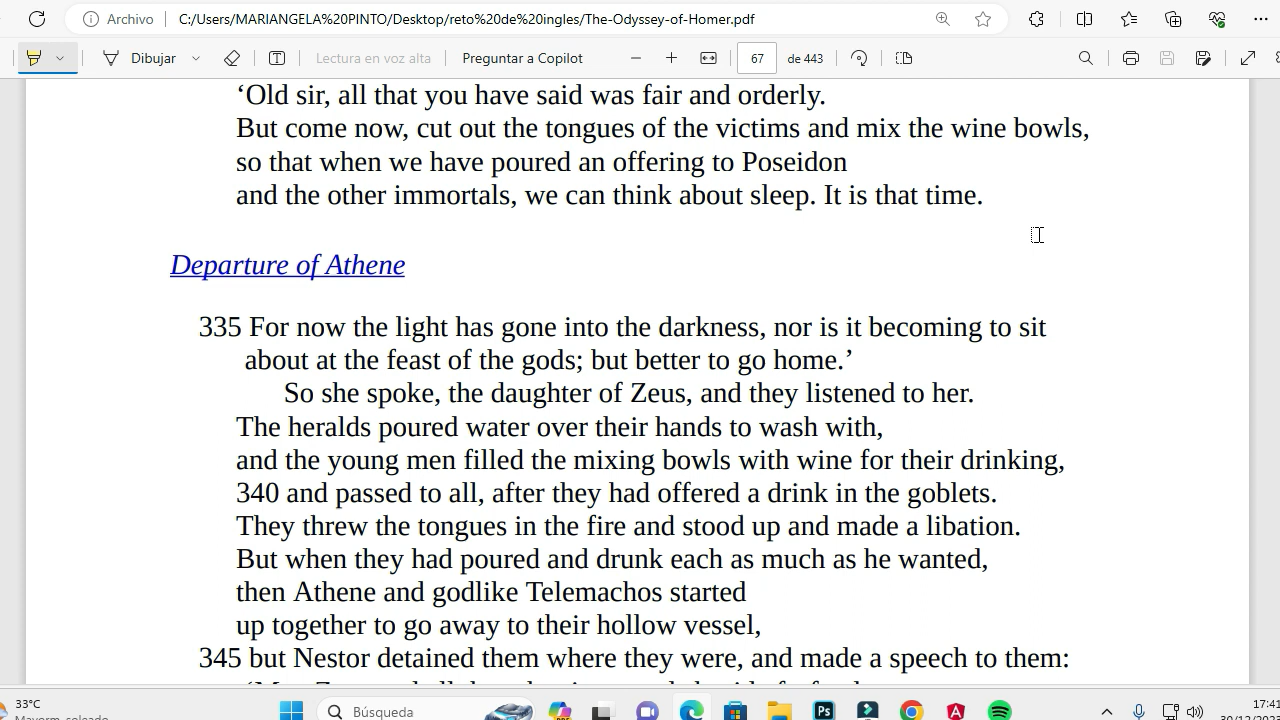 Archivo C:/Users/MARIANGELA%20PINTO/Desktop/reto%20de%20ingles/The-Odyssey-of-Homer.pdf
Dibujar Lectura en voz alta Preguntar a Copilot 67 de 443
‘Old sir, all that you have said was fair and orderly.
But come now, cut out the tongues of the victims and mix the wine bowls,
so that when we have poured an offering to Poseidon
and the other immortals, we can think about sleep. It is that time.
Departure of Athene
335 For now the light has gone into the darkness, nor is it becoming to sit
about at the feast of the gods; but better to go home.’
So she spoke, the daughter of Zeus, and they listened to her.
The heralds poured water over their hands to wash with,
and the young men filled the mixing bowls with wine for their drinking,
340 and passed to all, after they had offered a drink in the goblets.
They threw the tongues in the fire and stood up and made a libation.
But when they had poured and drunk each as much as he wanted,
then Athene and godlike Telemachos started
up together to go away to their hollow vessel,
345 but Nestor detained them where they were, and made a speech to them:
33°C
Búsqueda